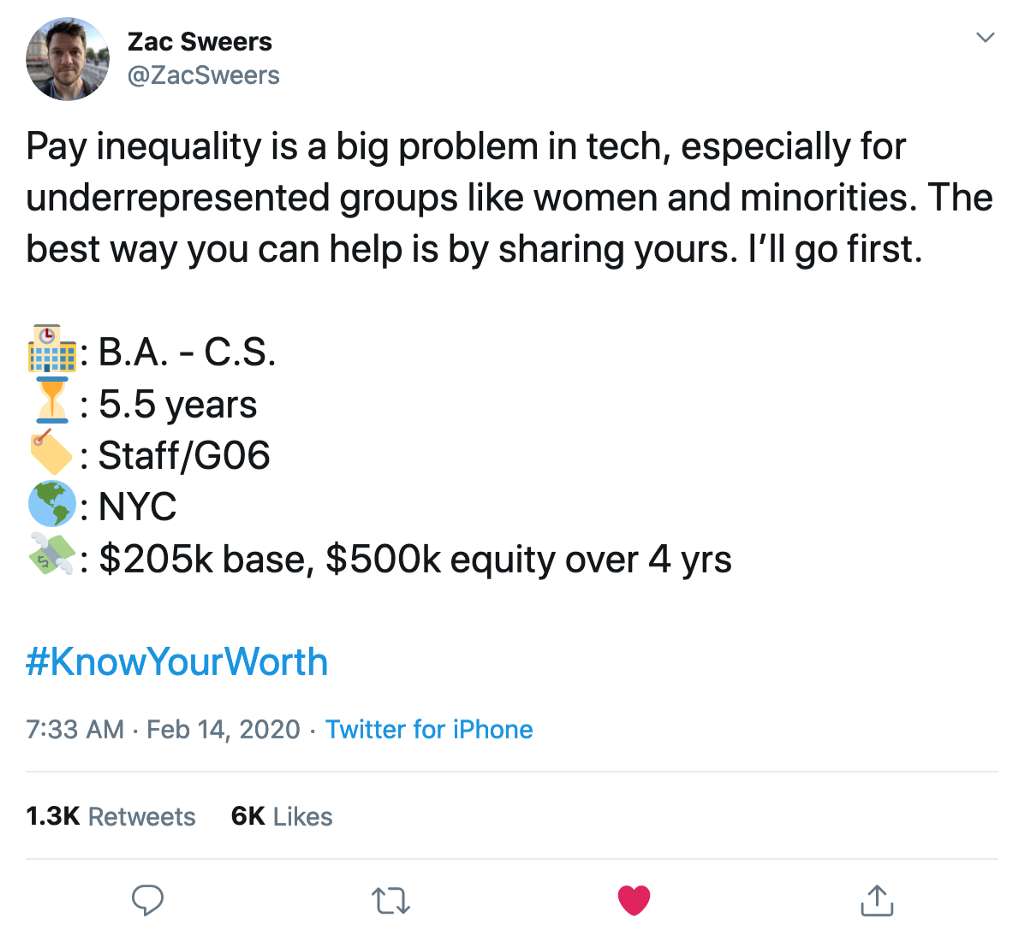 Zac Sweers
@ZacSweers
Pay inequality is a big problem in tech, especially for
underrepresented groups like women and minorities. The
best way you can help is by sharing yours. I’ll go first.
🏫: B.A. - C.S.
⏳: 5.5 years
🏷: Staff/G06
🌎: NYC
💸: $205k base, $500k equity over 4 yrs
#KnowYourWorth
7:33 AM · Feb 14, 2020 · Twitter for iPhone
1.3K Retweets 6K Likes